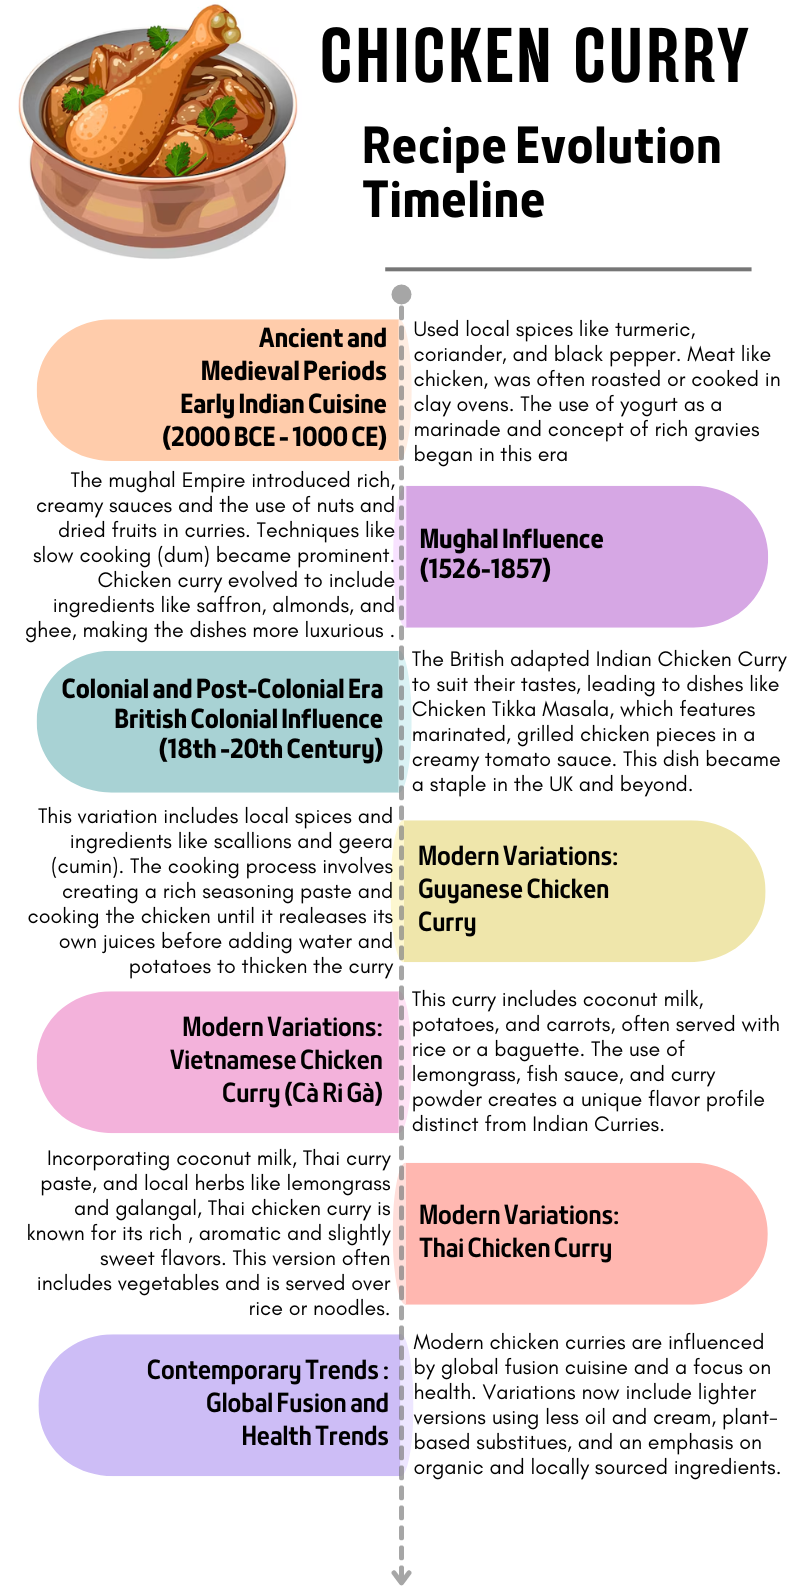 CHICKEN CURRY
Recipe Evolution
Timeline
Ancient and
Medieval Periods
Early Indian Cuisine
(2000 BCE - 1000 CE)
Used local spices like turmeric,
coriander, and black pepper. Meat like
chicken, was often roasted or cooked in
clay ovens. The use of yogurt as a
marinade and concept of rich gravies
began in this era
The mughal Empire introduced rich,
creamy sauces and the use of nuts and
dried fruits in curries. Techniques like
slow cooking (dum) became prominent.
Chicken curry evolved to include
ingredients like saffron, almonds, and
ghee, making the dishes more luxurious .
Mughal Influence
(1526-1857)
Colonial and Post-Colonial Era
British Colonial Influence
(18th -20th Century)
The British adapted Indian Chicken Curry
to suit their tastes, leading to dishes like
Chicken Tikka Masala, which features
marinated, grilled chicken pieces in a
creamy tomato sauce. This dish became
a staple in the UK and beyond.
This variation includes local spices and
ingredients like scallions and geera
(cumin). The cooking process involves
creating a rich seasoning paste and
cooking the chicken until it realeases its
own juices before adding water and
potatoes to thicken the curry
Modern Variations:
Guyanese Chicken
Curry
Modern Variations:
Vietnamese Chicken
Curry (Cà Ri Gà)
This curry includes coconut milk,
potatoes, and carrots, often served with
rice or a baguette. The use of
lemongrass, fish sauce, and curry
powder creates a unique flavor profile
distinct from Indian Curries.
Incorporating coconut milk, Thai curry
paste, and local herbs like lemongrass
and galangal, Thai chicken curry is
known for its rich , aromatic and slightly
sweet flavors. This version often
includes vegetables and is served over
rice or noodles.
Modern Variations:
Thai Chicken Curry
Contemporary Trends :
Global Fusion and
Health Trends
Modern chicken curries are influenced
by global fusion cuisine and a focus on
health. Variations now include lighter
versions using less oil and cream, plant-
based substitues, and an emphasis on
organic and locally sourced ingredients.